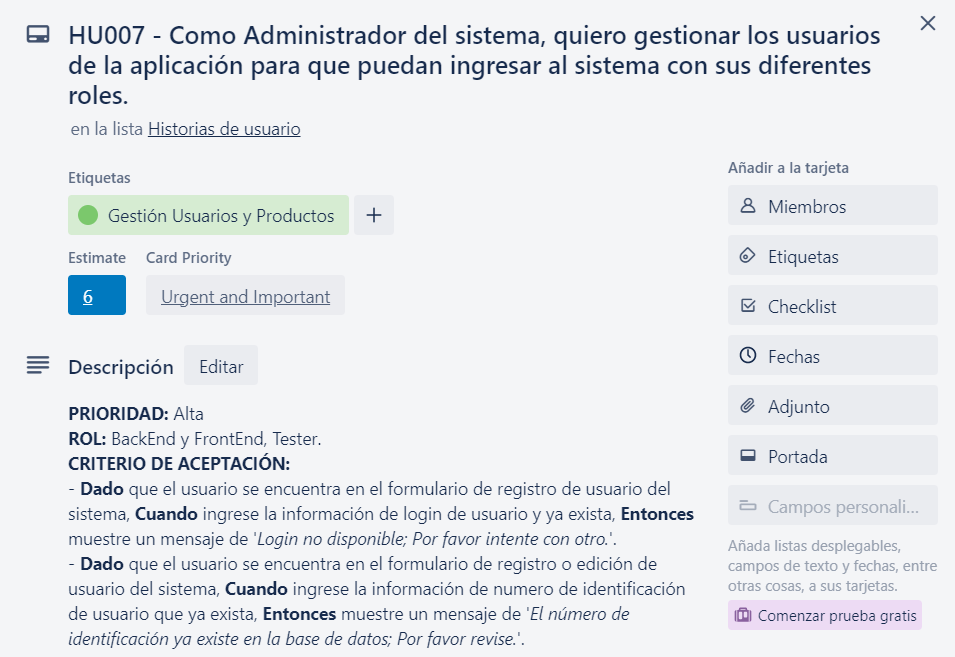 HU007 - Como Administrador del sistema, quiero gestionar los usuarios
de la aplicación para que puedan ingresar al sistema con sus diferentes
roles.
en la lista Historias de usuario
Etiquetas
Gestión Usuarios y Productos
Estimate Card Priority
6 Urgent and Important
Descripción Editar
PRIORIDAD: Alta
ROL: BackEnd y FrontEnd, Tester.
CRITERIO DE ACEPTACIÓN:
- Dado que el usuario se encuentra en el formulario de registro de usuario del
sistema, Cuando ingrese la información de login de usuario y ya exista, Entonces
muestre un mensaje de 'Login no disponible; Por favor intente con otro.'.
- Dado que el usuario se encuentra en el formulario de registro o edición de
usuario del sistema, Cuando ingrese la información de numero de identificación
de usuario que ya exista, Entonces muestre un mensaje de 'El número de
identificación ya existe en la base de datos; Por favor revise.'.
Añadir a la tarjeta
Miembros
Etiquetas
Checklist
Fechas
Adjunto
Portada
Campos personali...
Añada listas desplegables,
campos de texto y fechas, entre
otras cosas, a sus tarjetas.
Comenzar prueba gratis